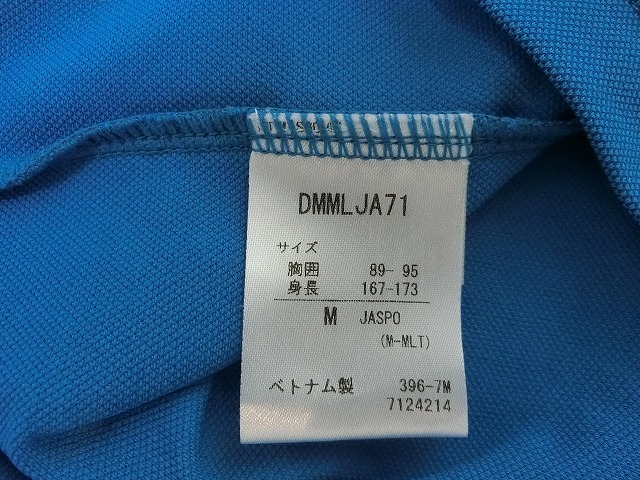 DMMLJA71
サイズ
胸囲 89- 95
身長 167-173
M JASPO
(M-MLT)
ベトナム製 396-7M
7124214